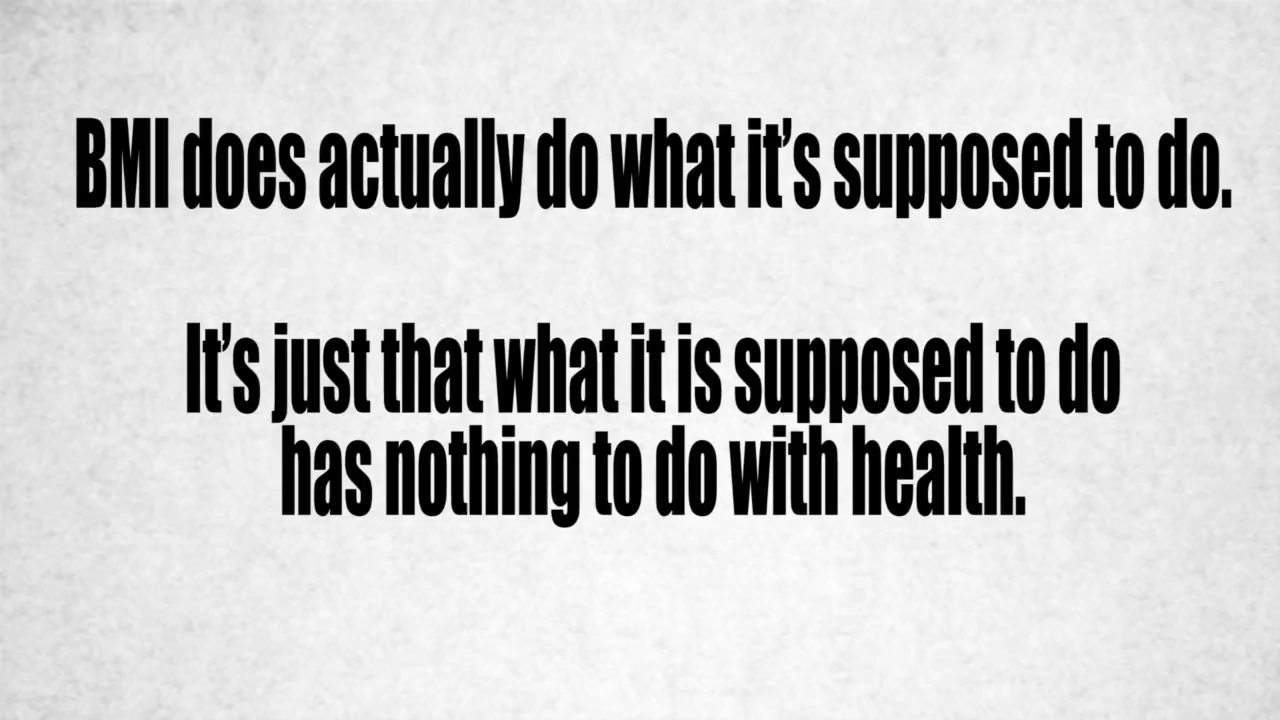 BMI does actually do what it’s supposed to do.
It’s just that what it is supposed to do
has nothing to do with health.